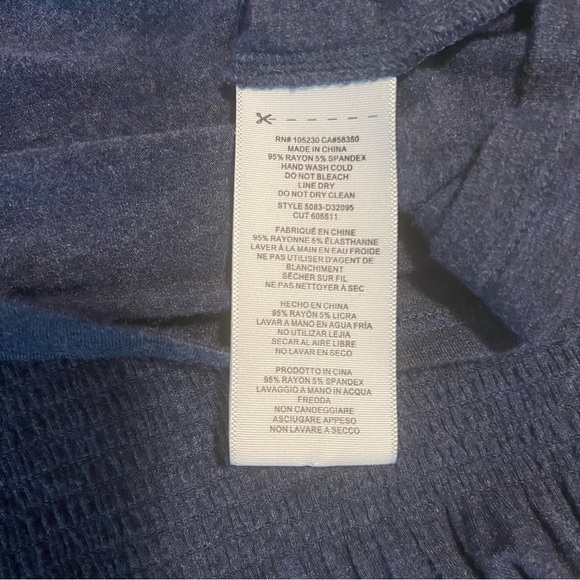 RN# 105230 CA#58350
MADE IN CHINA
95% RAYON 5% SPANDEX
HAND WASH COLD
DO NOT BLEACH
LINE DRY
DO NOT DRY CLEAN
STYLE 5083-D32095
CUT 605511
FABRIQUÉ EN CHINE
95% RAYONNE 5% ÉLASTHANNE
LAVER À LA MAIN EN EAU FROIDE
NE PAS UTILISER D'AGENT DE
BLANCHIMENT
SÉCHER SUR FIL
NE PAS NETTOYER À SEC
HECHO EN CHINA
95% RAYÓN 5% LICRA
LAVAR A MANO EN AGUA FRÍA
NO UTILIZAR LEJIA
SECAR AL AIRE LIBRE
NO LAVAR EN SECO
PRODOTTO IN CINA
95% RAYON 5% SPANDEX
LAVAGGIO A MANO IN ACQUA
FREDDA
NON CANDEGGIARE
ASCIUGARE APPESO
NON LAVARE A SECCO